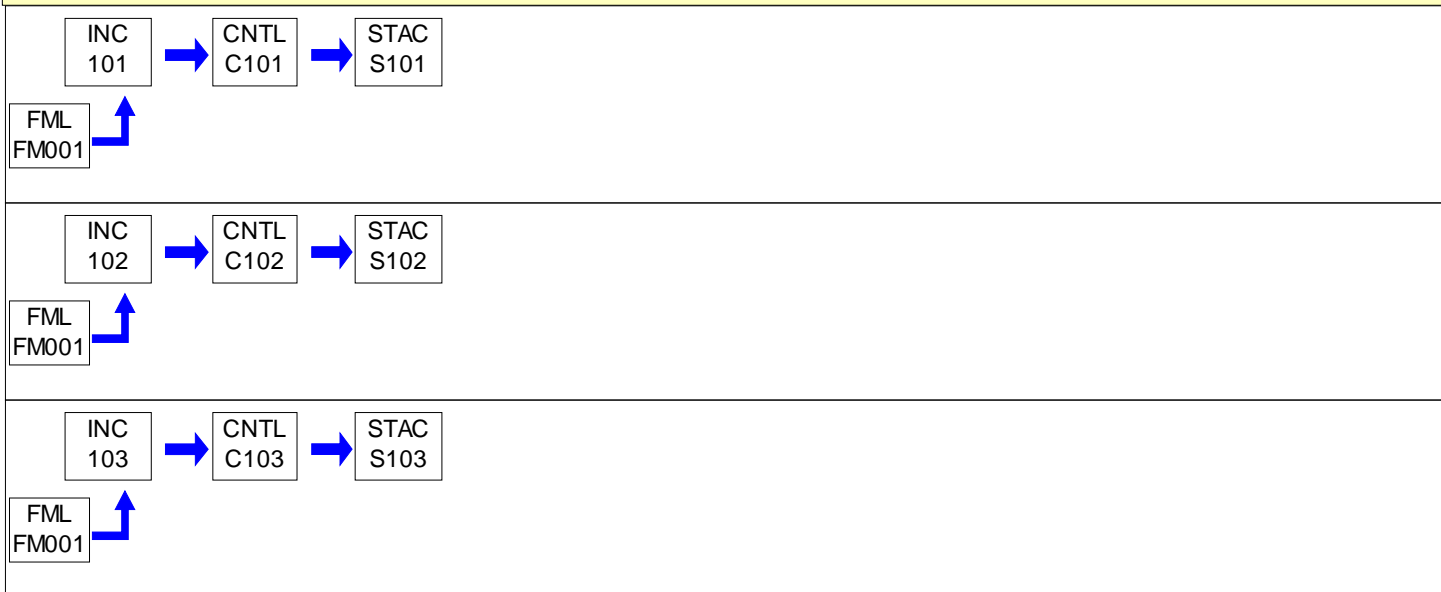 INC
101
CNTL
C101
STAC
S101
FML
FM001
INC
102
CNTL
C102
STAC
S102
FML
FM001
INC
103
CNTL
C103
STAC
S103
FML
FM001